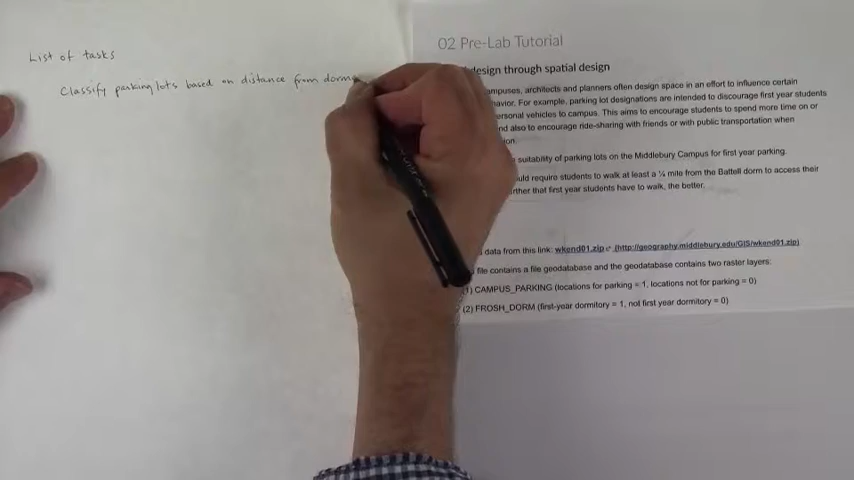 List of tasks
Classify parking lots based on distance from dorm
02 Pre-Lab Tutorial
design through spatial design
campuses, architects and planners often design space in an effort to influence certain
For example, parking lot designations are intended to discourage first year students
personal vehicles to campus. This aims to encourage students to spend more time on or
also to encourage ride-sharing with friends or with public transportation when
suitability of parking lots on the Middlebury Campus for first year parking.
require students to walk at least a ¼ mile from the Battell dorm to access their
that first year students have to walk, the better.
data from this link: wkend01.zip (http://geography.middlebury.edu/GIS/wkend01.zip)
file contains a file geodatabase and the geodatabase contains two raster layers:
(1) CAMPUS_PARKING (locations for parking = 1, locations not for parking = 0)
(2) FROSH_DORM (first-year dormitory = 1, not first year dormitory = 0)